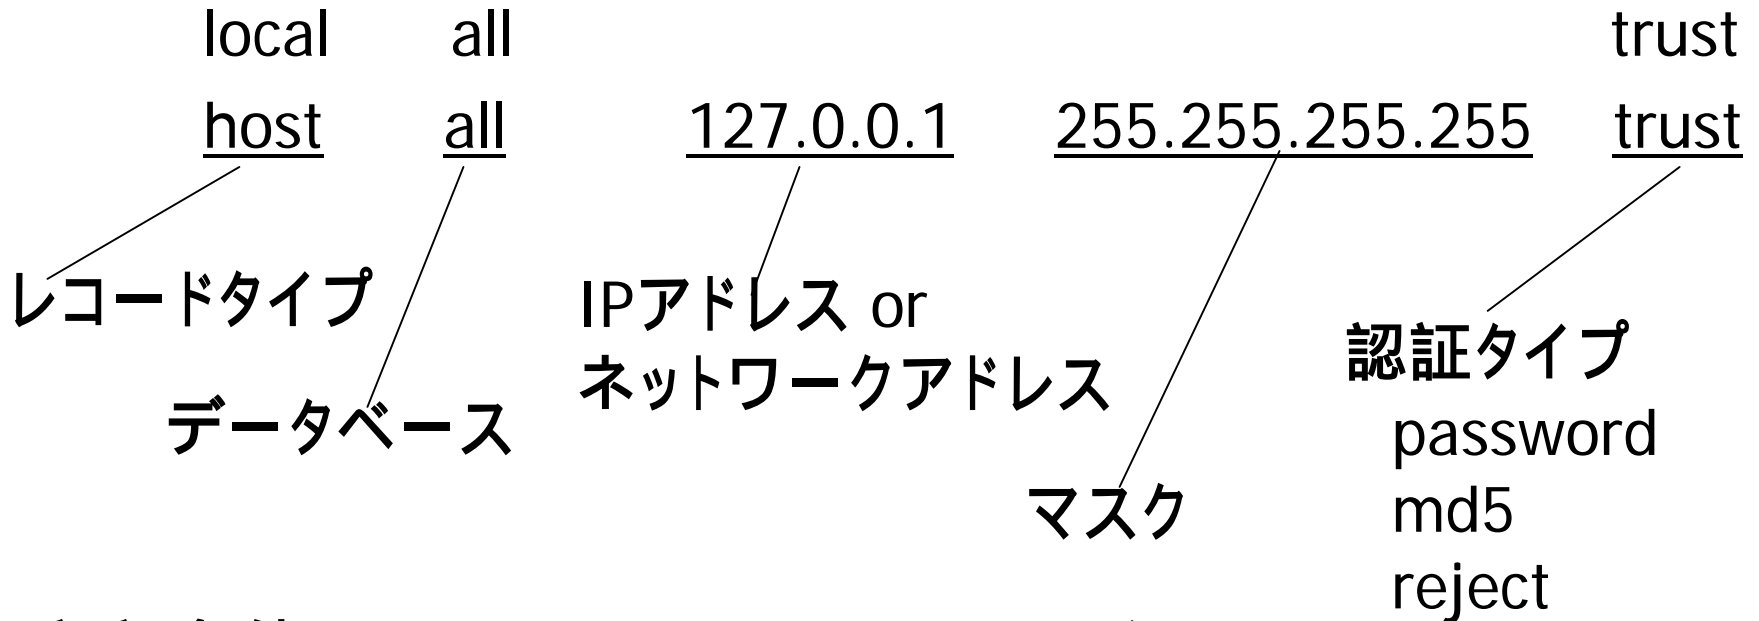 local all trust
host all 127.0.0.1 255.255.255.255 trust
レコードタイプ
データベース
IPアドレス or
ネットワークアドレス
マスク
認証タイプ
password
md5
reject